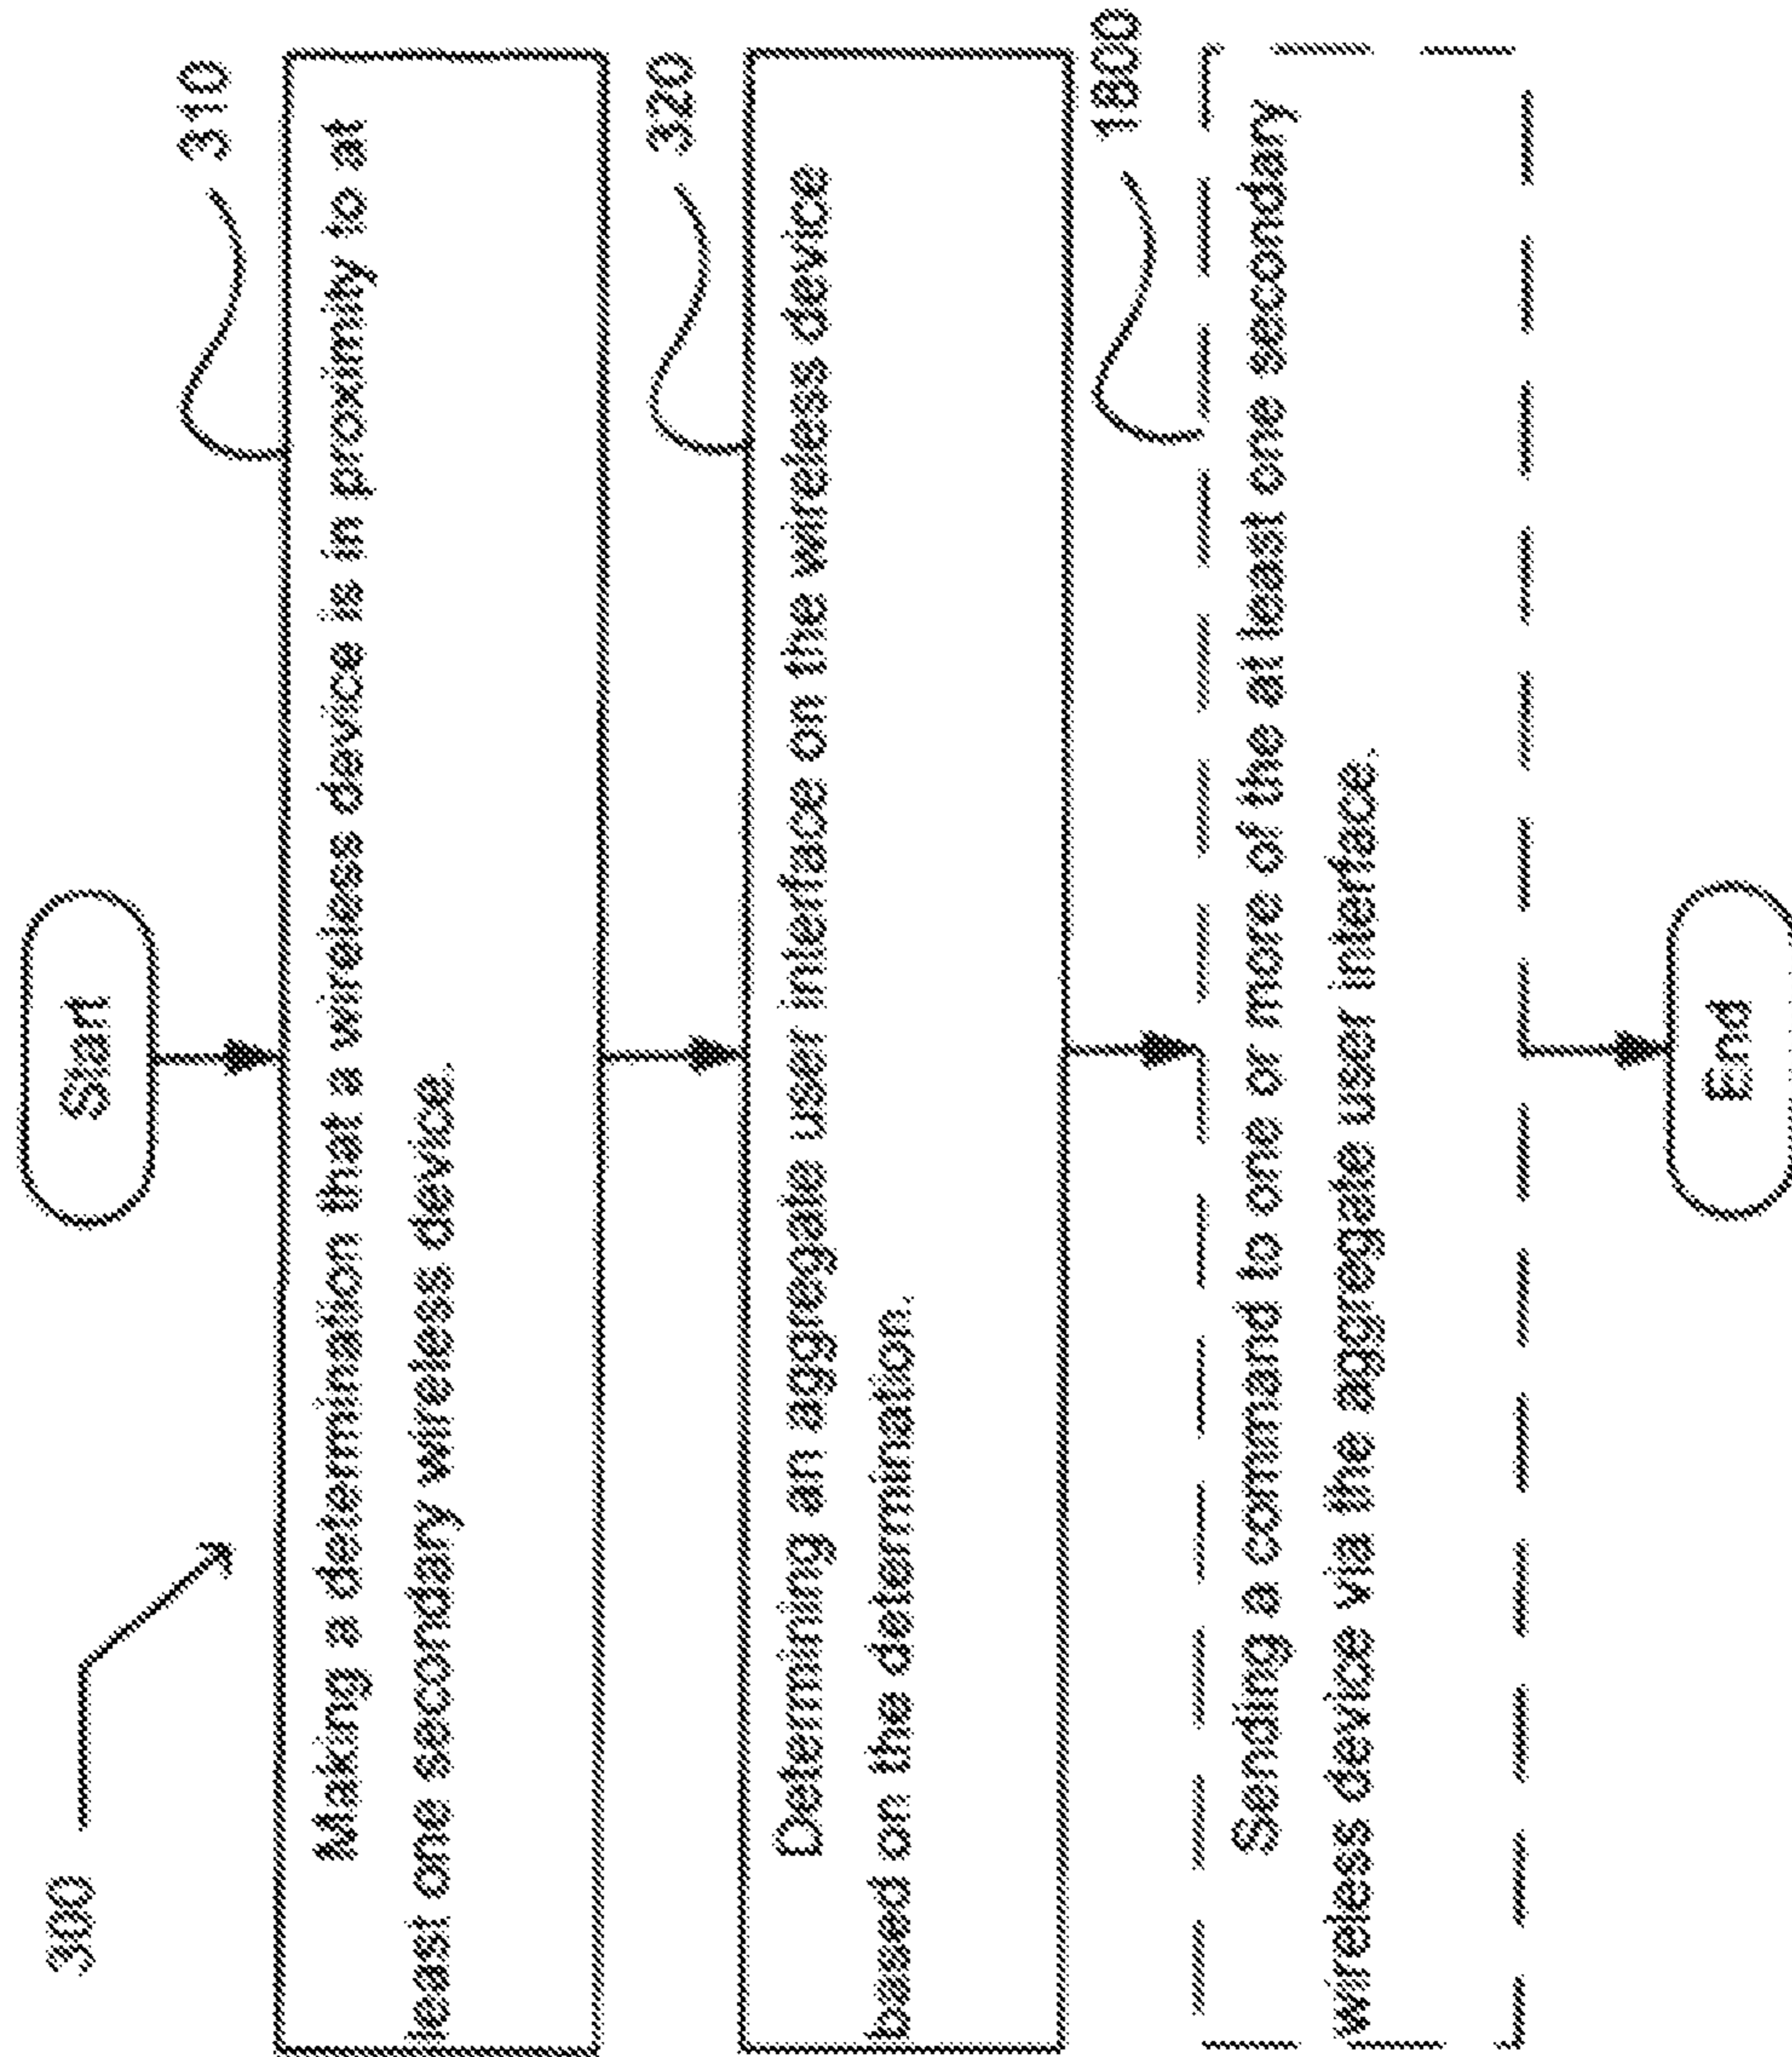 300
Start
310
Making a determination that a wireless device is in proximity to at
least one secondary wireless device.
320
Determining an aggregate user interface on the wireless device
based on the determination.
1800
Sending a command to one or more of the at least one secondary
wireless device via the aggregate user interface.
End